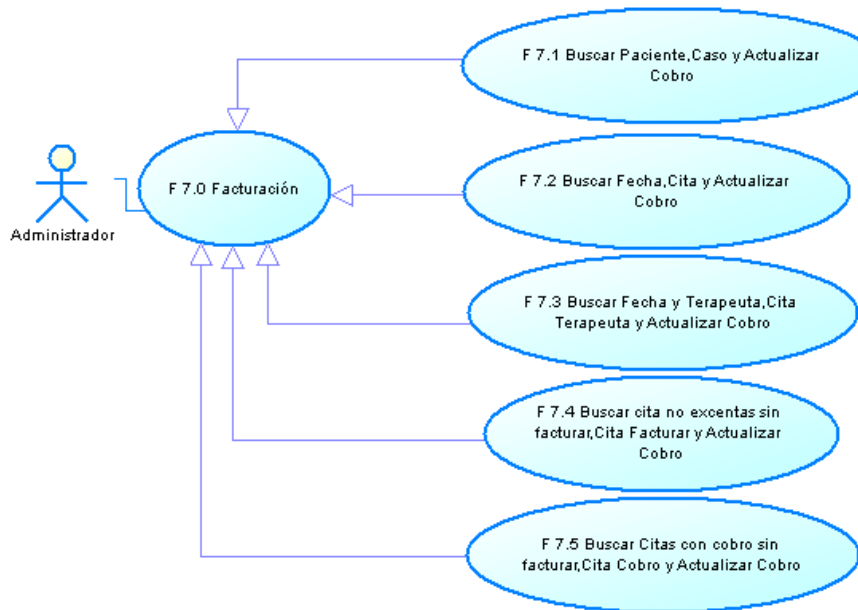 F 7.1 Buscar Paciente,Caso y Actualizar
Cobro
F 7.0 Facturación
Administrador
F 7.2 Buscar Fecha,Cita y Actualizar
Cobro
F 7.3 Buscar Fecha y Terapeuta,Cita
Terapeuta y Actualizar Cobro
F 7.4 Buscar cita no excentas sin
facturar,Cita Facturar y Actualizar
Cobro
F 7.5 Buscar Citas con cobro sin
facturar,Cita Cobro y Actualizar Cobro